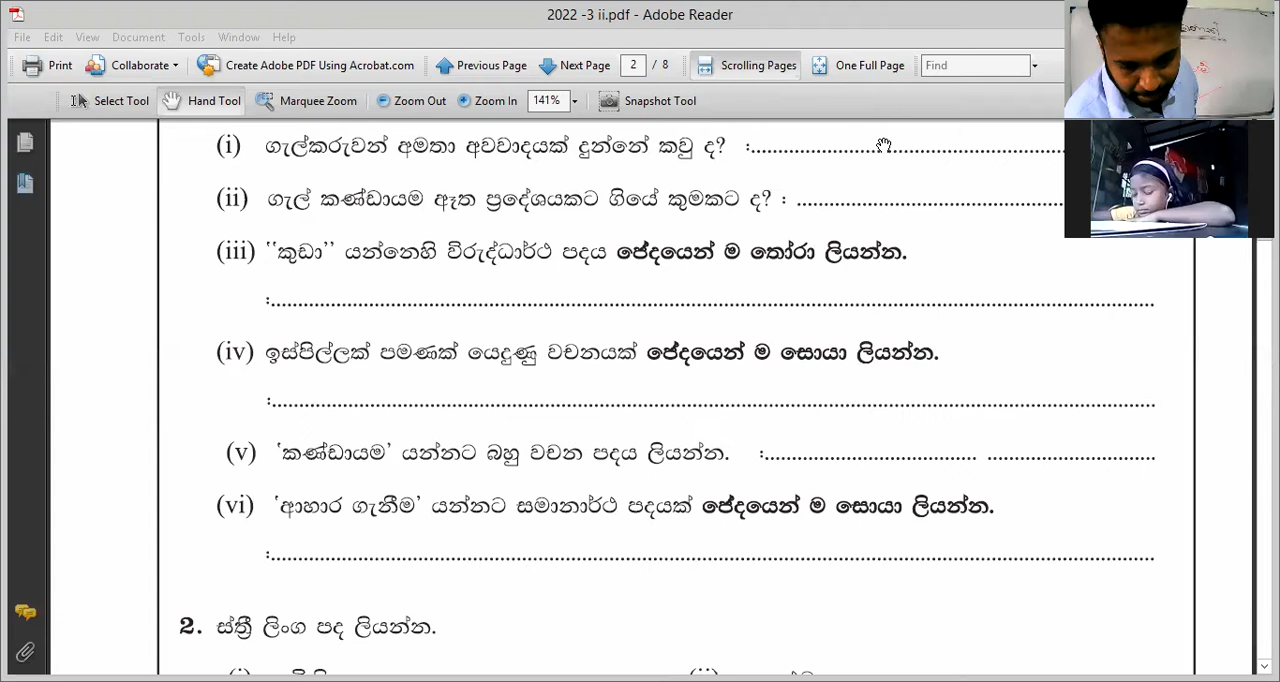 2022 -3 ii.pdf - Adobe Reader
File Edit View Document Tools Window Help
Print Collaborate Create Adobe PDF Using Acrobat.com Previous Page Next Page 2 / 8 Scrolling Pages One Full Page Find
Select Tool Hand Tool Marquee Zoom Zoom Out Zoom In 141% Snapshot Tool
(i) ගැල්කරුවන් අමතා අවවාදයක් දුන්නේ කවු ද? :..........................................................
(ii) ගැල් කණ්ඩායම ඈත ප්‍රදේශයකට ගියේ කුමකට ද? : ................................................
(iii) ‘‘කුඩා’’ යන්නෙහි විරුද්ධාර්ථ පදය ඡේදයෙන් ම තෝරා ලියන්න.
:....................................................................................................................................
(iv) ඉස්පිල්ලක් පමණක් යෙදුණු වචනයක් ඡේදයෙන් ම සොයා ලියන්න.
:....................................................................................................................................
(v) ‘කණ්ඩායම’ යන්නට බහු වචන පදය ලියන්න. :....................................... ...............................
(vi) ‘ආහාර ගැනීම’ යන්නට සමානාර්ථ පදයක් ඡේදයෙන් ම සොයා ලියන්න.
:....................................................................................................................................
2. ස්ත්‍රී ලිංග පද ලියන්න.